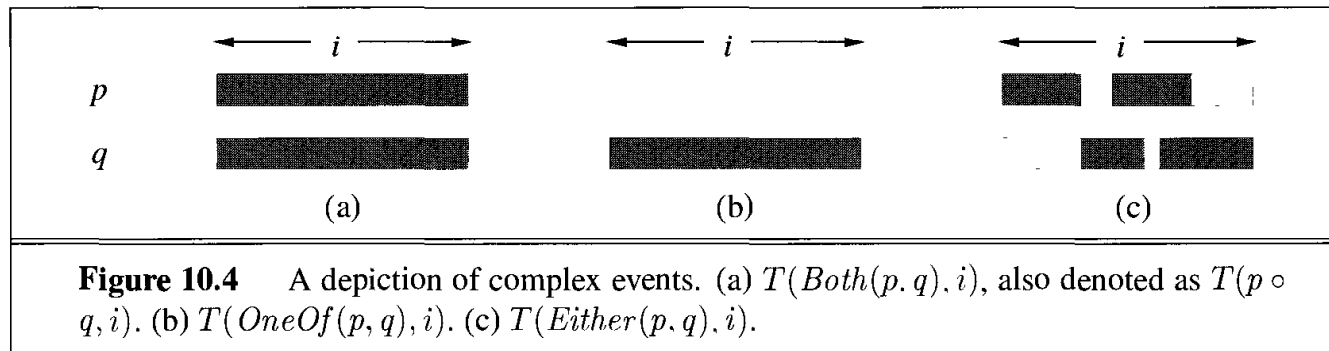 i i i
p
q
(a) (b) (c)
Figure 10.4 A depiction of complex events. (a) T(Both(p. q). i), also denoted as T(p ∘
q, i). (b) T(OneOf(p, q), i). (c) T(Either(p. q). i).